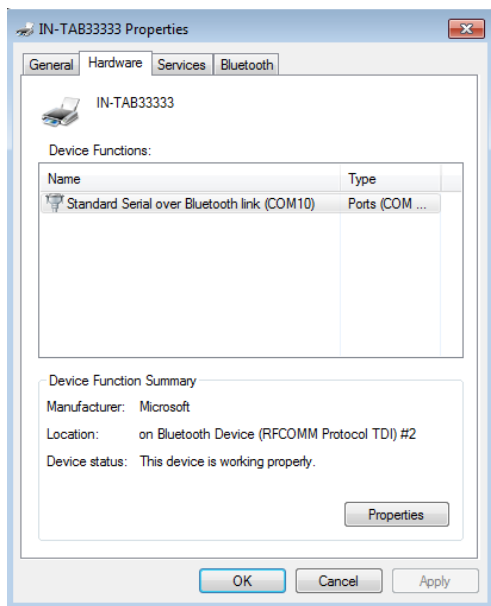 IN-TAB33333 Properties
General Hardware Services Bluetooth
IN-TAB33333
Device Functions:
Name Type
Standard Serial over Bluetooth link (COM10) Ports (COM ...
Device Function Summary
Manufacturer: Microsoft
Location: on Bluetooth Device (RFCOMM Protocol TDI) #2
Device status: This device is working properly.
Properties
OK Cancel Apply